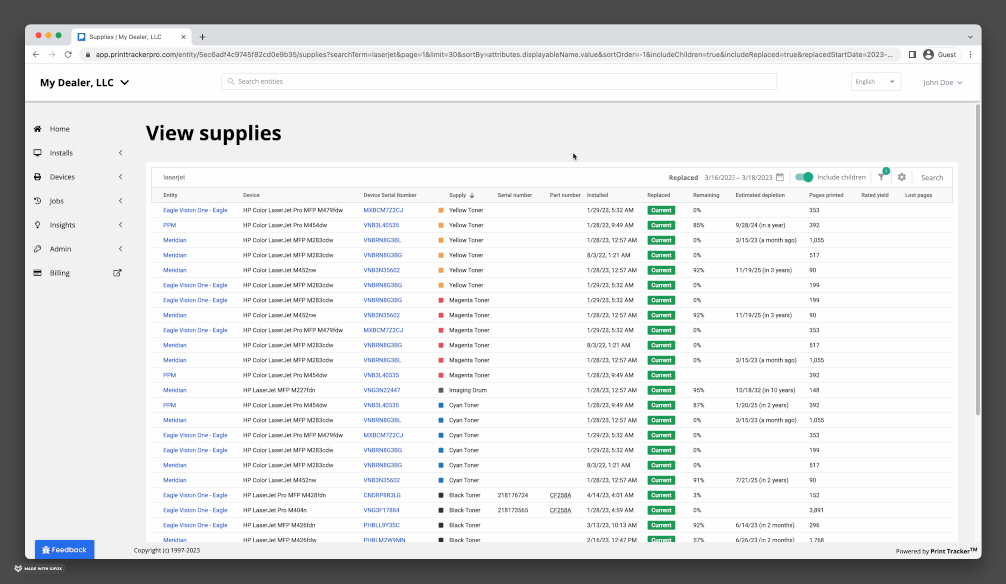 Supplies | My Dealer, LLC
app.printtrackerpro.com/entity/5ec6adf4c9745f82cd0e9b35/supplies?searchTerm=laserjet&page=1&limit=30&sortBy=attributes.displayableName.value&sortOrder=-1&includeChildren=true&includeReplaced=true&replacedStartDate=2023-...
Guest
My Dealer, LLC
Search entities
English
John Doe
Home
Installs
Devices
Jobs
Insights
Admin
Billing
View supplies
laserjet Replaced 3/16/2023 – 3/18/2023 Include children 1 Search
Entity Device Device Serial Number Supply Serial number Part number Installed Replaced Remaining Estimated depletion Pages printed Rated yield Lost pages
Eagle Vision One - Eagle HP Color LaserJet Pro MFP M479fdw MXBCM7Z2CJ Yellow Toner 1/29/23, 5:32 AM Current 0% 353
PPM HP Color LaserJet Pro M454dw VNB3L40535 Yellow Toner 1/28/23, 9:49 AM Current 85% 9/28/24 (in a year) 392
Meridian HP Color LaserJet MFP M283cdw VNBRN8G3BL Yellow Toner 1/28/23, 12:57 AM Current 0% 3/15/23 (a month ago) 1,055
Meridian HP Color LaserJet MFP M283cdw VNBRN8G3BG Yellow Toner 8/3/22, 1:21 AM Current 0% 517
Meridian HP Color LaserJet M452nw VNB3N35602 Yellow Toner 1/28/23, 12:57 AM Current 92% 11/19/25 (in 3 years) 90
Eagle Vision One - Eagle HP Color LaserJet MFP M283cdw VNBRN8G3BG Yellow Toner 1/29/23, 5:32 AM Current 0% 199
Eagle Vision One - Eagle HP Color LaserJet MFP M283cdw VNBRN8G3BG Magenta Toner 1/29/23, 5:32 AM Current 0% 199
Meridian HP Color LaserJet M452nw VNB3N35602 Magenta Toner 1/28/23, 12:57 AM Current 92% 11/19/25 (in 3 years) 90
Eagle Vision One - Eagle HP Color LaserJet Pro MFP M479fdw MXBCM7Z2CJ Magenta Toner 1/29/23, 5:32 AM Current 0% 353
Meridian HP Color LaserJet MFP M283cdw VNBRN8G3BG Magenta Toner 8/3/22, 1:21 AM Current 0% 517
Meridian HP Color LaserJet MFP M283cdw VNBRN8G3BL Magenta Toner 1/28/23, 12:57 AM Current 0% 3/15/23 (a month ago) 1,055
PPM HP Color LaserJet Pro M454dw VNB3L40535 Magenta Toner 1/28/23, 9:49 AM Current 392
Meridian HP LaserJet MFP M227fdn VNG3N22447 Imaging Drum 1/28/23, 12:57 AM Current 95% 10/18/32 (in 10 years) 148
PPM HP Color LaserJet Pro M454dw VNB3L40535 Cyan Toner 1/28/23, 9:49 AM Current 87% 1/20/25 (in 2 years) 392
Meridian HP Color LaserJet MFP M283cdw VNBRN8G3BL Cyan Toner 1/28/23, 12:57 AM Current 0% 3/15/23 (a month ago) 1,055
Eagle Vision One - Eagle HP Color LaserJet Pro MFP M479fdw MXBCM7Z2CJ Cyan Toner 1/29/23, 5:32 AM Current 0% 353
Eagle Vision One - Eagle HP Color LaserJet MFP M283cdw VNBRN8G3BG Cyan Toner 1/29/23, 5:32 AM Current 0% 199
Meridian HP Color LaserJet MFP M283cdw VNBRN8G3BG Cyan Toner 8/3/22, 1:21 AM Current 0% 517
Meridian HP Color LaserJet M452nw VNB3N35602 Cyan Toner 1/28/23, 12:57 AM Current 91% 7/21/25 (in 2 years) 90
Eagle Vision One - Eagle HP LaserJet Pro MFP M428fdn CNDRP8R3LG Black Toner 218176724 CF258A 4/14/23, 4:01 AM Current 3% 152
Eagle Vision One - Eagle HP LaserJet Pro M404n VNG3F17884 Black Toner 218173565 CF258A 1/28/23, 4:59 AM Current 0% 3,891
Eagle Vision One - Eagle HP LaserJet MFP M426fdn PHBLL9Y3SC Black Toner 3/13/23, 10:13 AM Current 92% 6/14/23 (in 2 months) 296
Meridian HP LaserJet MFP M426fdw PHBLM2W9MN Black Toner 2/16/23, 12:47 PM Current 57% 6/26/23 (in 2 months) 1,768
Feedback
Copyright (c) 1997-2023
Powered by Print Tracker™
MADE WITH GIFOX